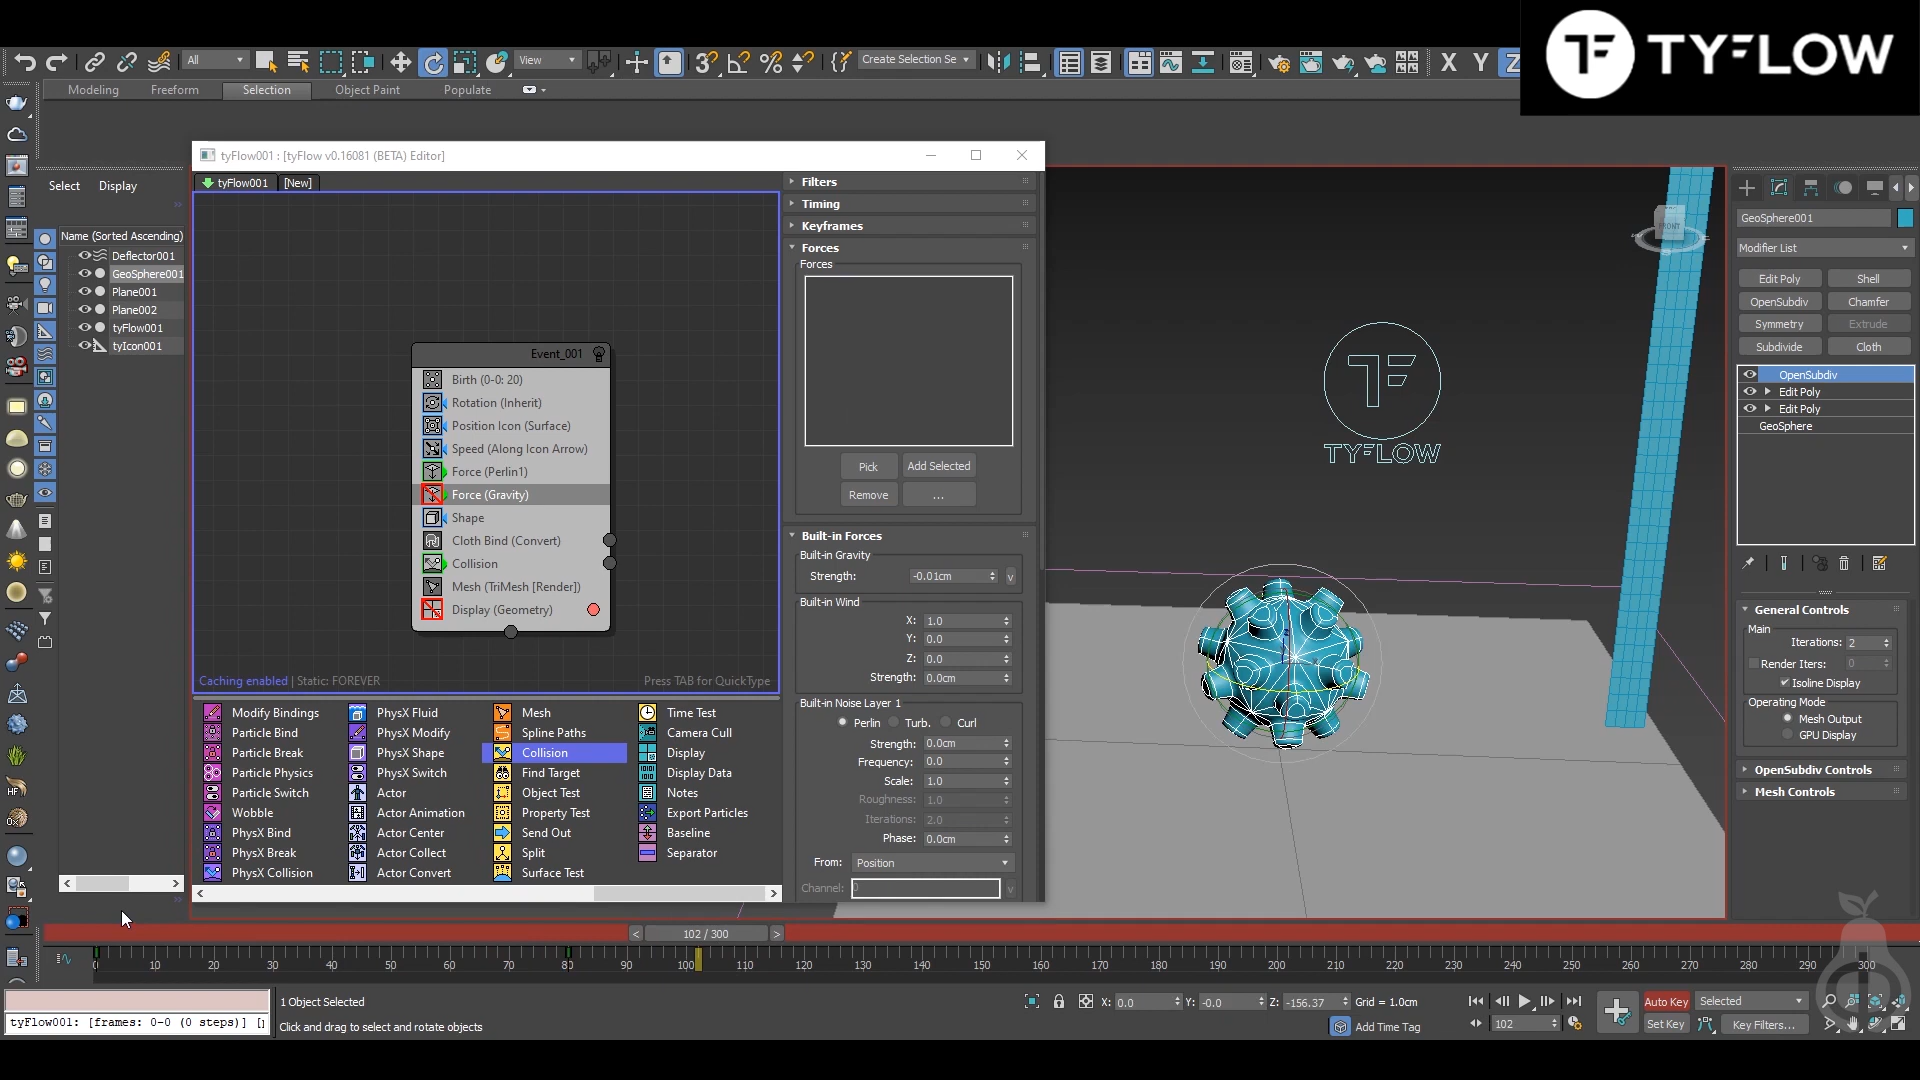 TYFLOW
All
View
3
Create Selection Se
X
Y
Z
Modeling
Freeform
Selection
Object Paint
Populate
tyFlow001 : [tyFlow v0.16081 (BETA) Editor]
Select
Display
tyFlow001
[New]
Name (Sorted Ascending)
Deflector001
GeoSphere001
Plane001
Plane002
tyFlow001
tyIcon001
Event_001
Birth (0-0: 20)
Rotation (Inherit)
Position Icon (Surface)
Speed (Along Icon Arrow)
Force (Perlin1)
Force (Gravity)
Shape
Cloth Bind (Convert)
Collision
Mesh (TriMesh [Render])
Display (Geometry)
Caching enabled | Static: FOREVER
Press TAB for QuickType
Modify Bindings
Particle Bind
Particle Break
Particle Physics
Particle Switch
Wobble
PhysX Bind
PhysX Break
PhysX Collision
PhysX Fluid
PhysX Modify
PhysX Shape
PhysX Switch
Actor
Actor Animation
Actor Center
Actor Collect
Actor Convert
Mesh
Spline Paths
Collision
Find Target
Object Test
Property Test
Send Out
Split
Surface Test
Time Test
Camera Cull
Display
Display Data
Notes
Export Particles
Baseline
Separator
Filters
Timing
Keyframes
Forces
Forces
Pick
Add Selected
Remove
...
Built-in Forces
Built-in Gravity
Strength: -0.01cm
Built-in Wind
X: 1.0
Y: 0.0
Z: 0.0
Strength: 0.0cm
Built-in Noise Layer 1
Perlin
Turb.
Curl
Strength: 0.0cm
Frequency: 0.0
Scale: 1.0
Roughness: 1.0
Iterations: 2.0
Phase: 0.0cm
From: Position
Channel: 0
TYFLOW
FRONT
GeoSphere001
Modifier List
Edit Poly
Shell
OpenSubdiv
Chamfer
Symmetry
Extrude
Subdivide
Cloth
OpenSubdiv
Edit Poly
Edit Poly
GeoSphere
General Controls
Main
Iterations: 2
Render Iters: 0
Isoline Display
Operating Mode
Mesh Output
GPU Display
OpenSubdiv Controls
Mesh Controls
< 102 / 300 >
0 10 20 30 40 50 60 70 80 90 100 110 120 130 140 150 160 170 180 190 200 210 220 230 240 250 260 270 280 290 300
1 Object Selected
X: 0.0
Y: -0.0
Z: -156.37
Grid = 1.0cm
Auto Key
Selected
tyFlow001: [frames: 0-0 (0 steps)]
Click and drag to select and rotate objects
Add Time Tag
102
Set Key
Key Filters...